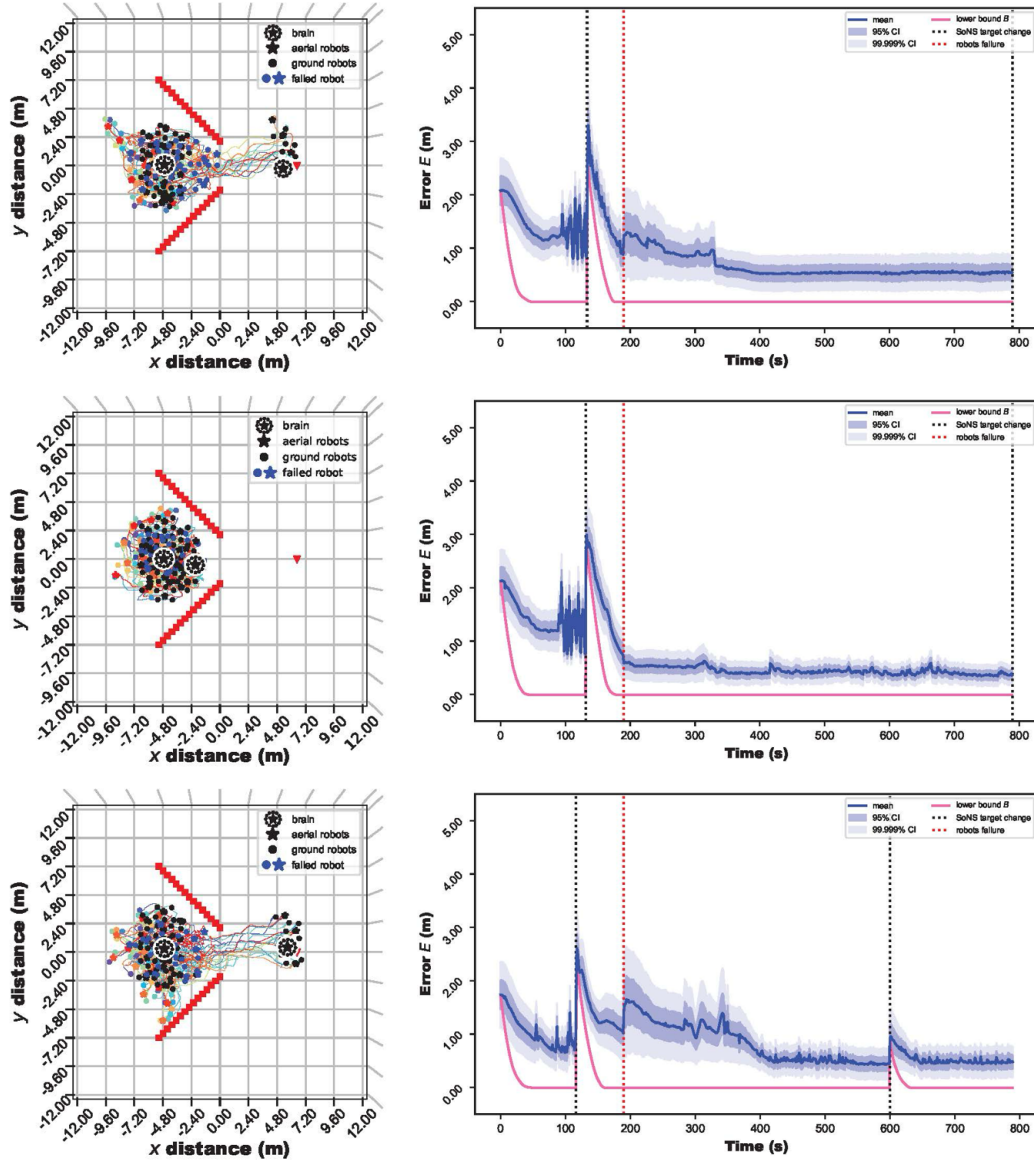 12.00
9.60
7.20
4.80
2.40
0.00
-2.40
-4.80
-7.20
-9.60
-12.00
y distance (m)
brain
aerial robots
ground robots
failed robot
-12.00
-9.60
-7.20
-4.80
-2.40
0.00
2.40
4.80
7.20
9.60
12.00
x distance (m)
5.00
4.00
3.00
2.00
1.00
0.00
Error E (m)
mean
95% CI
99.999% CI
lower bound B
SoNS target change
robots failure
0 100 200 300 400 500 600 700 800
Time (s)
12.00
9.60
7.20
4.80
2.40
0.00
-2.40
-4.80
-7.20
-9.60
-12.00
y distance (m)
brain
aerial robots
ground robots
failed robot
-12.00
-9.60
-7.20
-4.80
-2.40
0.00
2.40
4.80
7.20
9.60
12.00
x distance (m)
5.00
4.00
3.00
2.00
1.00
0.00
Error E (m)
mean
95% CI
99.999% CI
lower bound B
SoNS target change
robots failure
0 100 200 300 400 500 600 700 800
Time (s)
12.00
9.60
7.20
4.80
2.40
0.00
-2.40
-4.80
-7.20
-9.60
-12.00
y distance (m)
brain
aerial robots
ground robots
failed robot
-12.00
-9.60
-7.20
-4.80
-2.40
0.00
2.40
4.80
7.20
9.60
12.00
x distance (m)
5.00
4.00
3.00
2.00
1.00
0.00
Error E (m)
mean
95% CI
99.999% CI
lower bound B
SoNS target change
robots failure
0 100 200 300 400 500 600 700 800
Time (s)